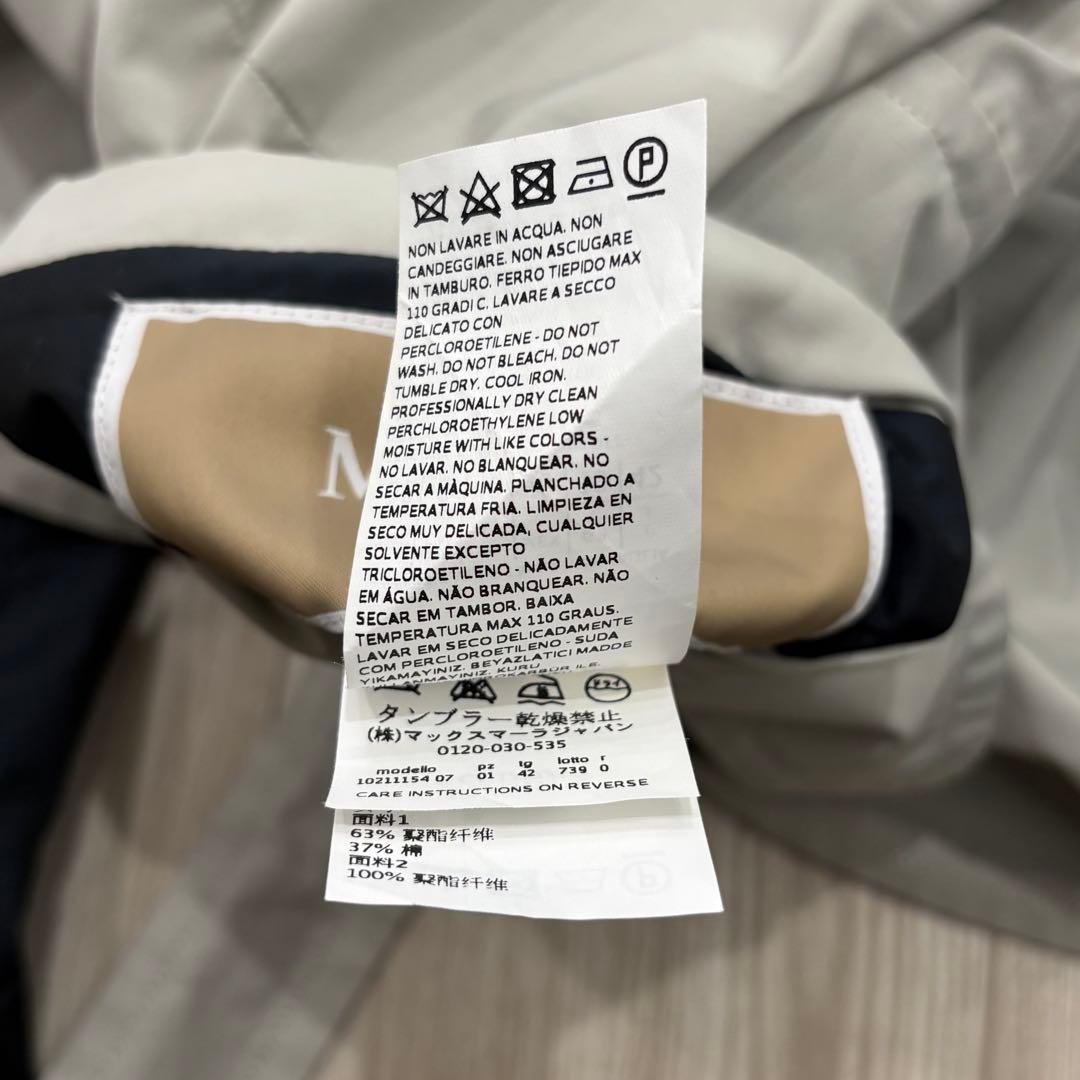 P
NON LAVARE IN ACQUA. NON
CANDEGGIARE. NON ASCIUGARE
IN TAMBURO. FERRO TIEPIDO MAX
110 GRADI C. LAVARE A SECCO
DELICATO CON
PERCLOROETILENE - DO NOT
WASH. DO NOT BLEACH. DO NOT
TUMBLE DRY. COOL IRON.
PROFESSIONALLY DRY CLEAN
PERCHLOROETHYLENE LOW
MOISTURE WITH LIKE COLORS -
NO LAVAR. NO BLANQUEAR. NO
SECAR A MÀQUINA. PLANCHADO A
TEMPERATURA FRIA. LIMPIEZA EN
SECO MUY DELICADA, CUALQUIER
SOLVENTE EXCEPTO
TRICLOROETILENO - NÃO LAVAR
EM ÁGUA. NÃO BRANQUEAR. NÃO
SECAR EM TAMBOR. BAIXA
TEMPERATURA MAX 110 GRAUS.
LAVAR EM SECO DELICADAMENTE
COM PERCLOROETILENO - SUDA
YIKAMAYINIZ. BEYAZLATICI MADDE
M
タンブラー乾燥禁止
(株)マックスマーラジャパン
0120-030-535
modello pz tg lotto r
10211154 07 01 42 739 0
CARE INSTRUCTIONS ON REVERSE
面料1
63% 聚酯纤维
37% 棉
面料2
100% 聚酯纤维